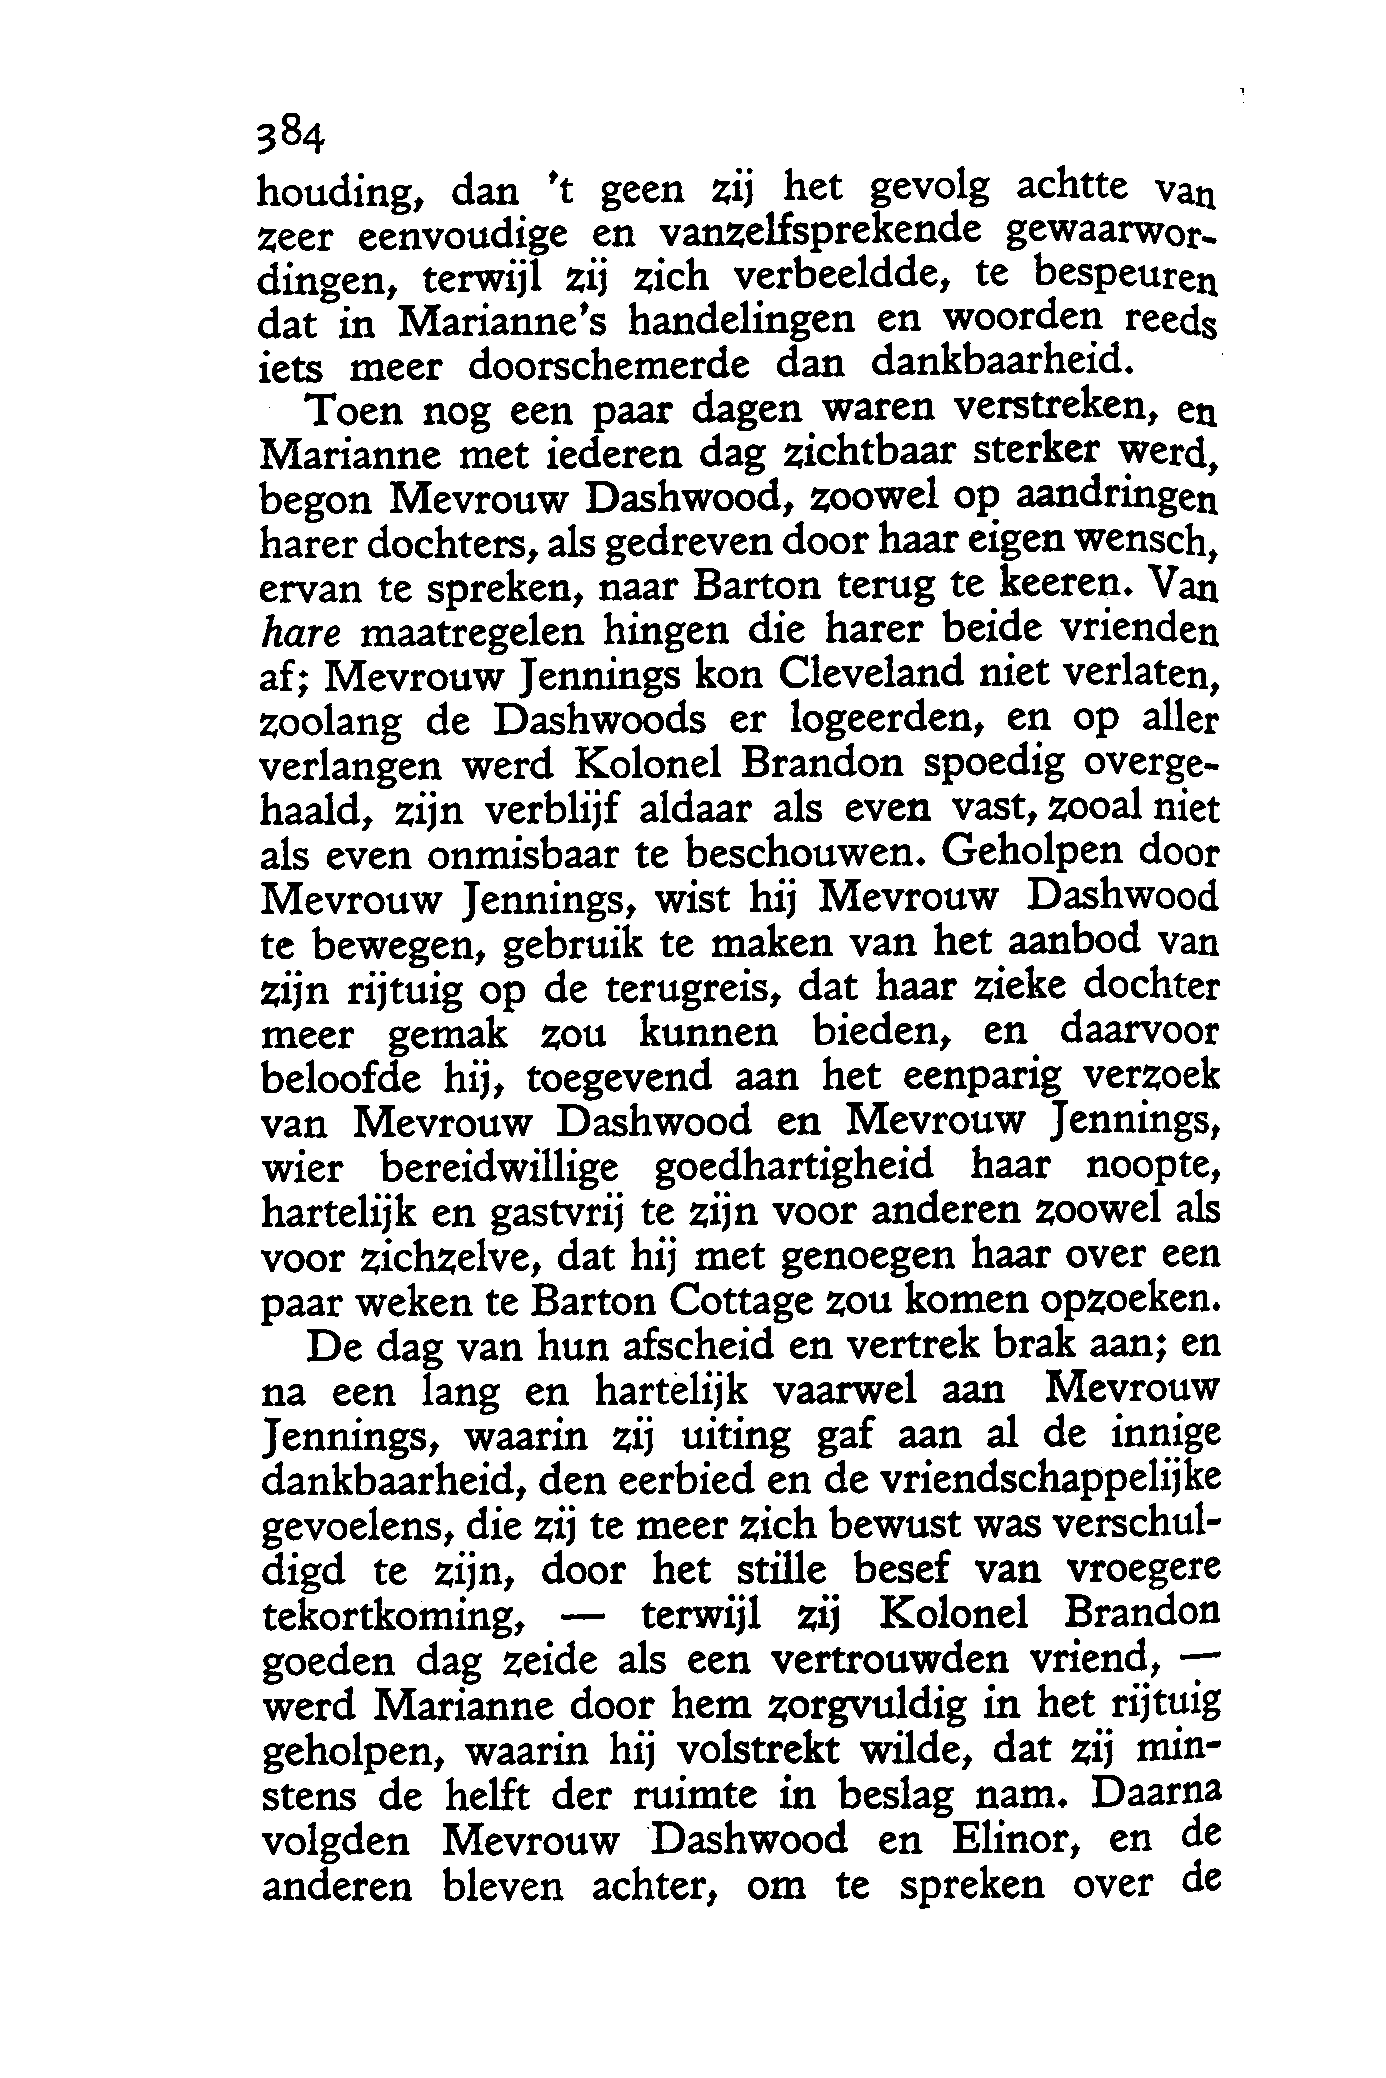 384
houding, dan 't geen zij het gevolg achtte van
zeer eenvoudige en vanzelfsprekende gewaarwor-
dingen, terwijl zij zich verbeeldde, te bespeuren
dat in Marianne's handelingen en woorden reeds
iets meer doorschemerde dan dankbaarheid.
Toen nog een paar dagen waren verstreken, en
Marianne met iederen dag zichtbaar sterker werd,
begon Mevrouw Dashwood, zoowel op aandringen
harer dochters, als gedreven door haar eigen wensch,
ervan te spreken, naar Barton terug te keeren. Van
hare maatregelen hingen die harer beide vrienden
af; Mevrouw Jennings kon Cleveland niet verlaten,
zoolang de Dashwoods er logeerden, en op aller
verlangen werd Kolonel Brandon spoedig overge-
haald, zijn verblijf aldaar als even vast, zooal niet
als even onmisbaar te beschouwen. Geholpen door
Mevrouw Jennings, wist hij Mevrouw Dashwood
te bewegen, gebruik te maken van het aanbod van
zijn rijtuig op de terugreis, dat haar zieke dochter
meer gemak zou kunnen bieden, en daarvoor
beloofde hij, toegevend aan het eenparig verzoek
van Mevrouw Dashwood en Mevrouw Jennings,
wier bereidwillige goedhartigheid haar noopte,
hartelijk en gastvrij te zijn voor anderen zoowel als
voor zichzelve, dat hij met genoegen haar over een
paar weken te Barton Cottage zou komen opzoeken.
De dag van hun afscheid en vertrek brak aan; en
na een lang en hartelijk vaarwel aan Mevrouw
Jennings, waarin zij uiting gaf aan al de innige
dankbaarheid, den eerbied en de vriendschappelijke
gevoelens, die zij te meer zich bewust was verschul-
digd te zijn, door het stille besef van vroegere
tekortkoming, — terwijl zij Kolonel Brandon
goeden dag zeide als een vertrouwden vriend, —
werd Marianne door hem zorgvuldig in het rijtuig
geholpen, waarin hij volstrekt wilde, dat zij min-
stens de helft der ruimte in beslag nam. Daarna
volgden Mevrouw Dashwood en Elinor, en de
anderen bleven achter, om te spreken over de